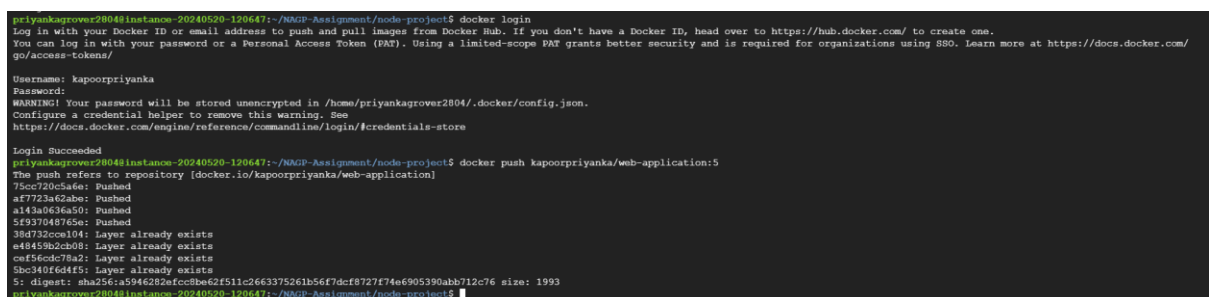 priyankagrover2804@instance-20240520-120647:~/NAGP-Assignment/node-project$ docker login
Log in with your Docker ID or email address to push and pull images from Docker Hub. If you don't have a Docker ID, head over to https://hub.docker.com/ to create one.
You can log in with your password or a Personal Access Token (PAT). Using a limited-scope PAT grants better security and is required for organizations using SSO. Learn more at https://docs.docker.com/
go/access-tokens/
Username: kapoorpriyanka
Password:
WARNING! Your password will be stored unencrypted in /home/priyankagrover2804/.docker/config.json.
Configure a credential helper to remove this warning. See
https://docs.docker.com/engine/reference/commandline/login/#credentials-store
Login Succeeded
priyankagrover2804@instance-20240520-120647:~/NAGP-Assignment/node-project$ docker push kapoorpriyanka/web-application:5
The push refers to repository [docker.io/kapoorpriyanka/web-application]
75cc720c5a6e: Pushed
af7723a62abe: Pushed
a143a0636a50: Pushed
5f937048765e: Pushed
38d732cce104: Layer already exists
e48459b2cb08: Layer already exists
cef56cdc78a2: Layer already exists
5bc340f6d4f5: Layer already exists
5: digest: sha256:a5946282efcc8be62f511c2663375261b56f7dcf8727f74e6905390abb712c76 size: 1993
priyankagrover2804@instance-20240520-120647:~/NAGP-Assignment/node-project$